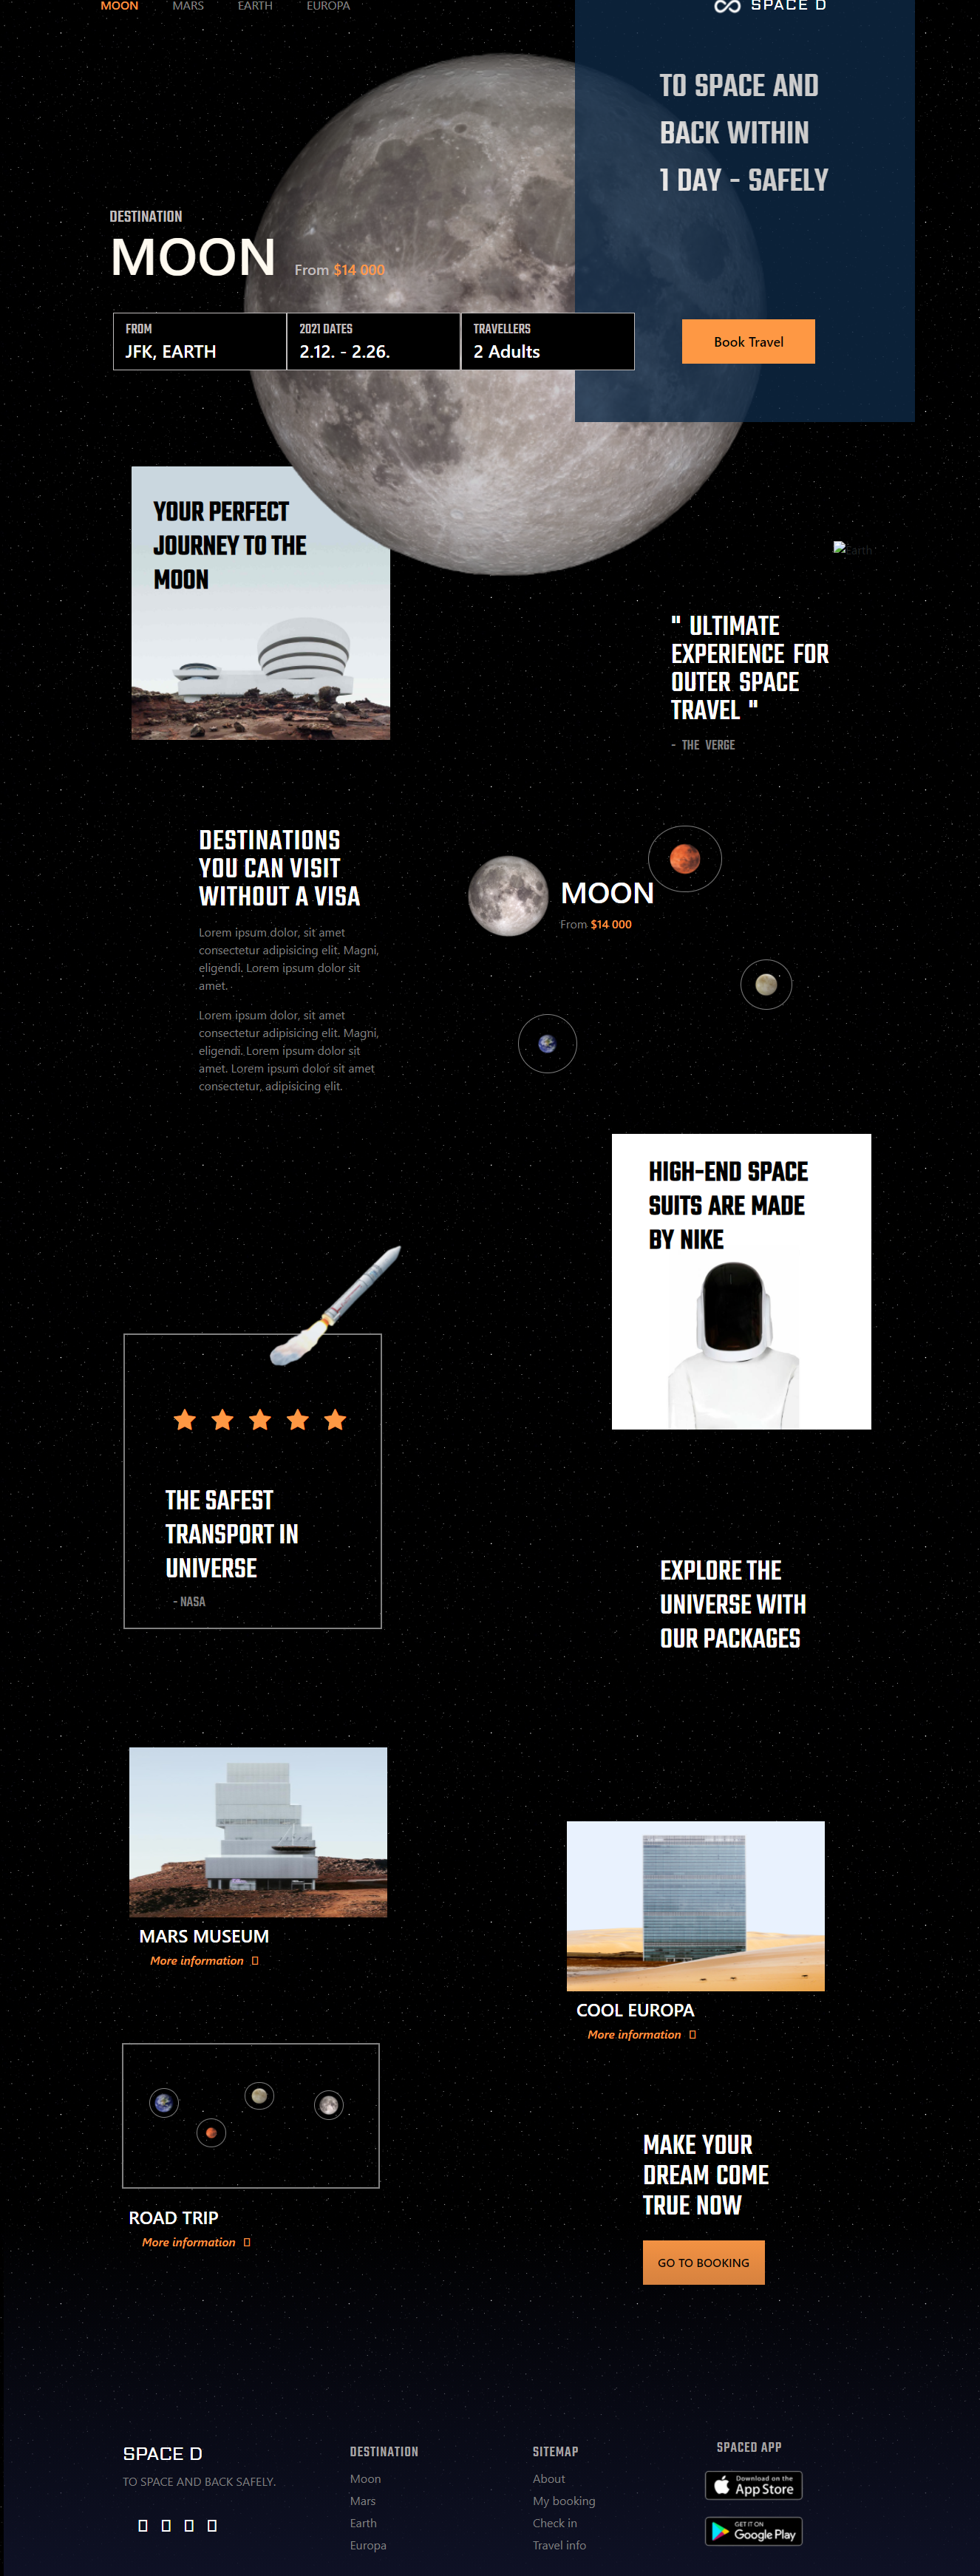 MOON MARS EARTH EUROPA
SPACE D
TO SPACE AND
BACK WITHIN
1 DAY - SAFELY
DESTINATION
MOON From $14 000
FROM
JFK, EARTH
2021 DATES
2.12. - 2.26.
TRAVELLERS
2 Adults
Book Travel
YOUR PERFECT
JOURNEY TO THE
MOON
Earth
" ULTIMATE
EXPERIENCE FOR
OUTER SPACE
TRAVEL "
- THE VERGE
DESTINATIONS
YOU CAN VISIT
WITHOUT A VISA
Lorem ipsum dolor, sit amet
consectetur adipisicing elit. Magni,
eligendi. Lorem ipsum dolor sit
amet.
Lorem ipsum dolor, sit amet
consectetur adipisicing elit. Magni,
eligendi. Lorem ipsum dolor sit
amet. Lorem ipsum dolor sit amet
consectetur, adipisicing elit.
MOON
From $14 000
HIGH-END SPACE
SUITS ARE MADE
BY NIKE
THE SAFEST
TRANSPORT IN
UNIVERSE
- NASA
EXPLORE THE
UNIVERSE WITH
OUR PACKAGES
MARS MUSEUM
More information
COOL EUROPA
More information
ROAD TRIP
More information
MAKE YOUR
DREAM COME
TRUE NOW
GO TO BOOKING
SPACE D
TO SPACE AND BACK SAFELY.
DESTINATION
Moon
Mars
Earth
Europa
SITEMAP
About
My booking
Check in
Travel info
SPACED APP
Download on the
App Store
GET IT ON
Google Play